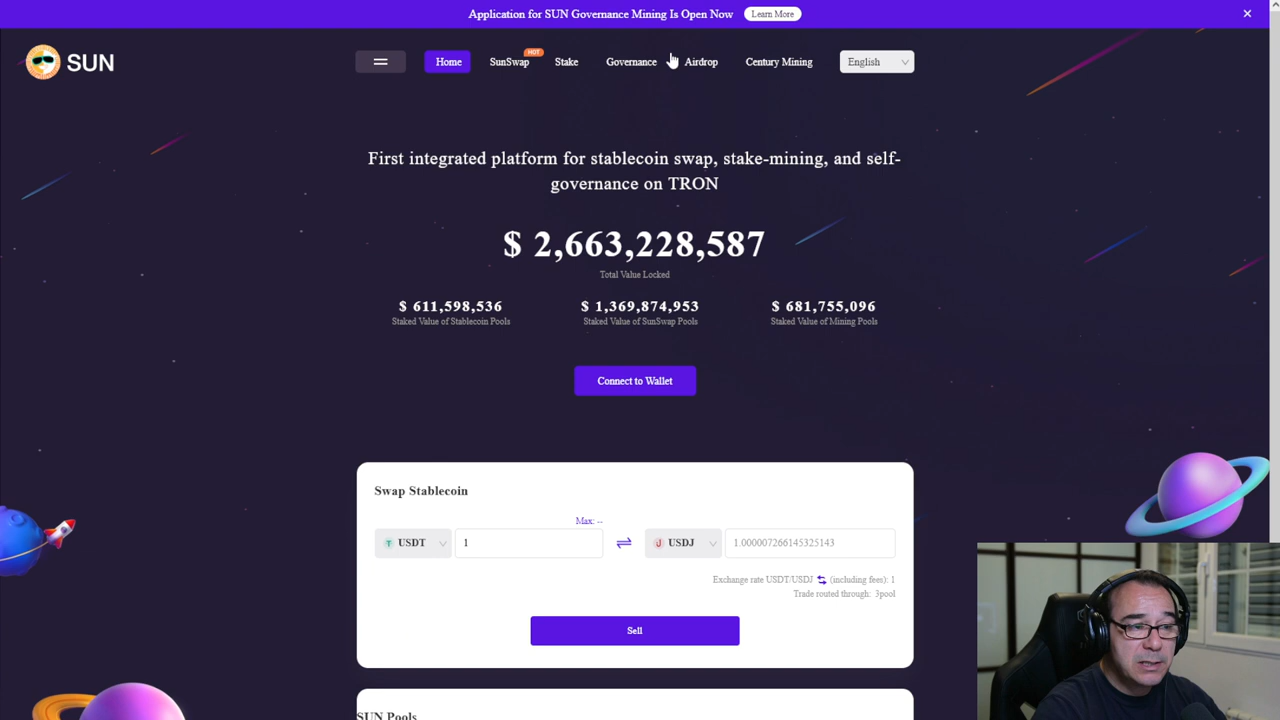 Application for SUN Governance Mining Is Open Now Learn More
SUN
Home SunSwap HOT Stake Governance Airdrop Century Mining English
First integrated platform for stablecoin swap, stake-mining, and self-
governance on TRON
$ 2,663,228,587
Total Value Locked
$ 611,598,536 $ 1,369,874,953 $ 681,755,096
Staked Value of Stablecoin Pools Staked Value of SunSwap Pools Staked Value of Mining Pools
Connect to Wallet
Swap Stablecoin
Max: --
USDT 1 USDJ 1.000007266145325143
Exchange rate USDT/USDJ (including fees): 1
Trade routed through: 3pool
Sell
SUN Pools